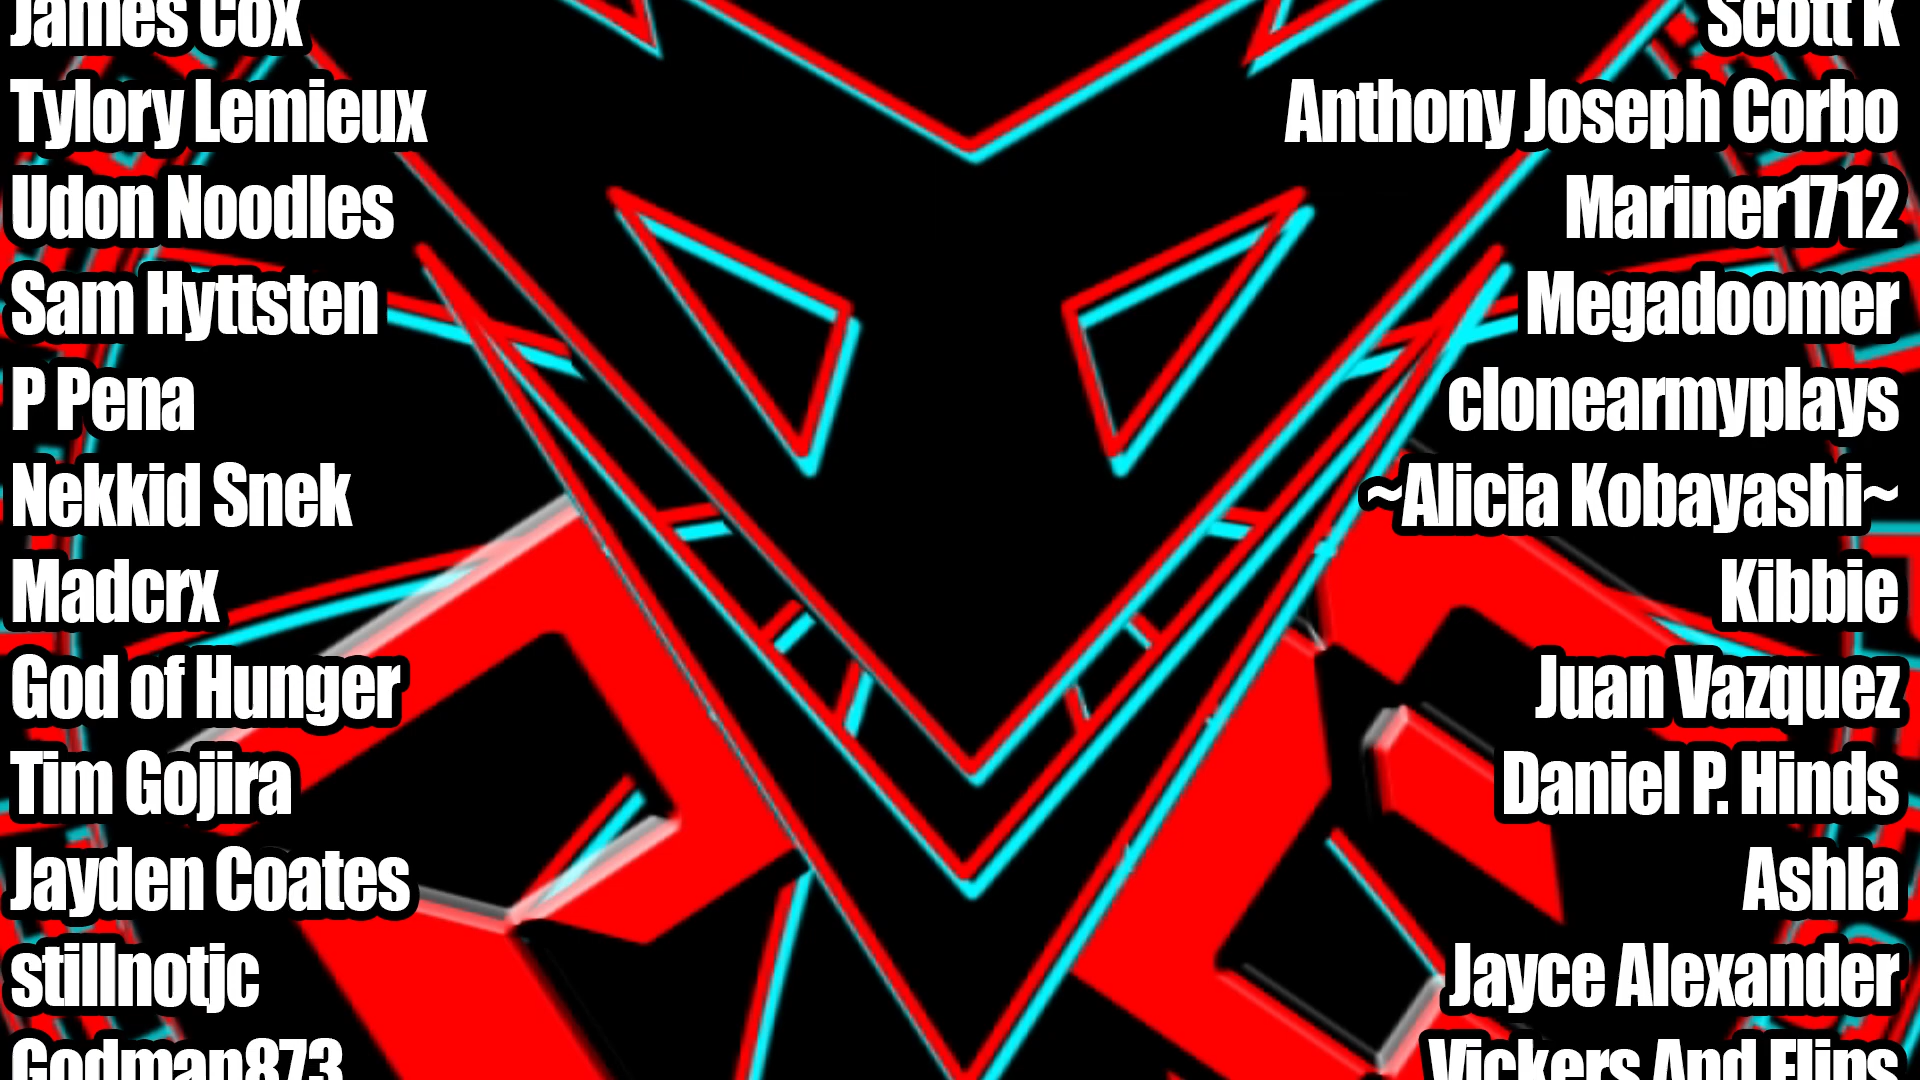 James Cox
Tylory Lemieux
Udon Noodles
Sam Hyttsten
P Pena
Nekkid Snek
Madcrx
God of Hunger
Tim Gojira
Jayden Coates
stillnotjc
Godman873
Scott K
Anthony Joseph Corbo
Mariner1712
Megadoomer
clonearmyplays
~Alicia Kobayashi~
Kibbie
Juan Vazquez
Daniel P. Hinds
Ashla
Jayce Alexander
Vickers And Flips